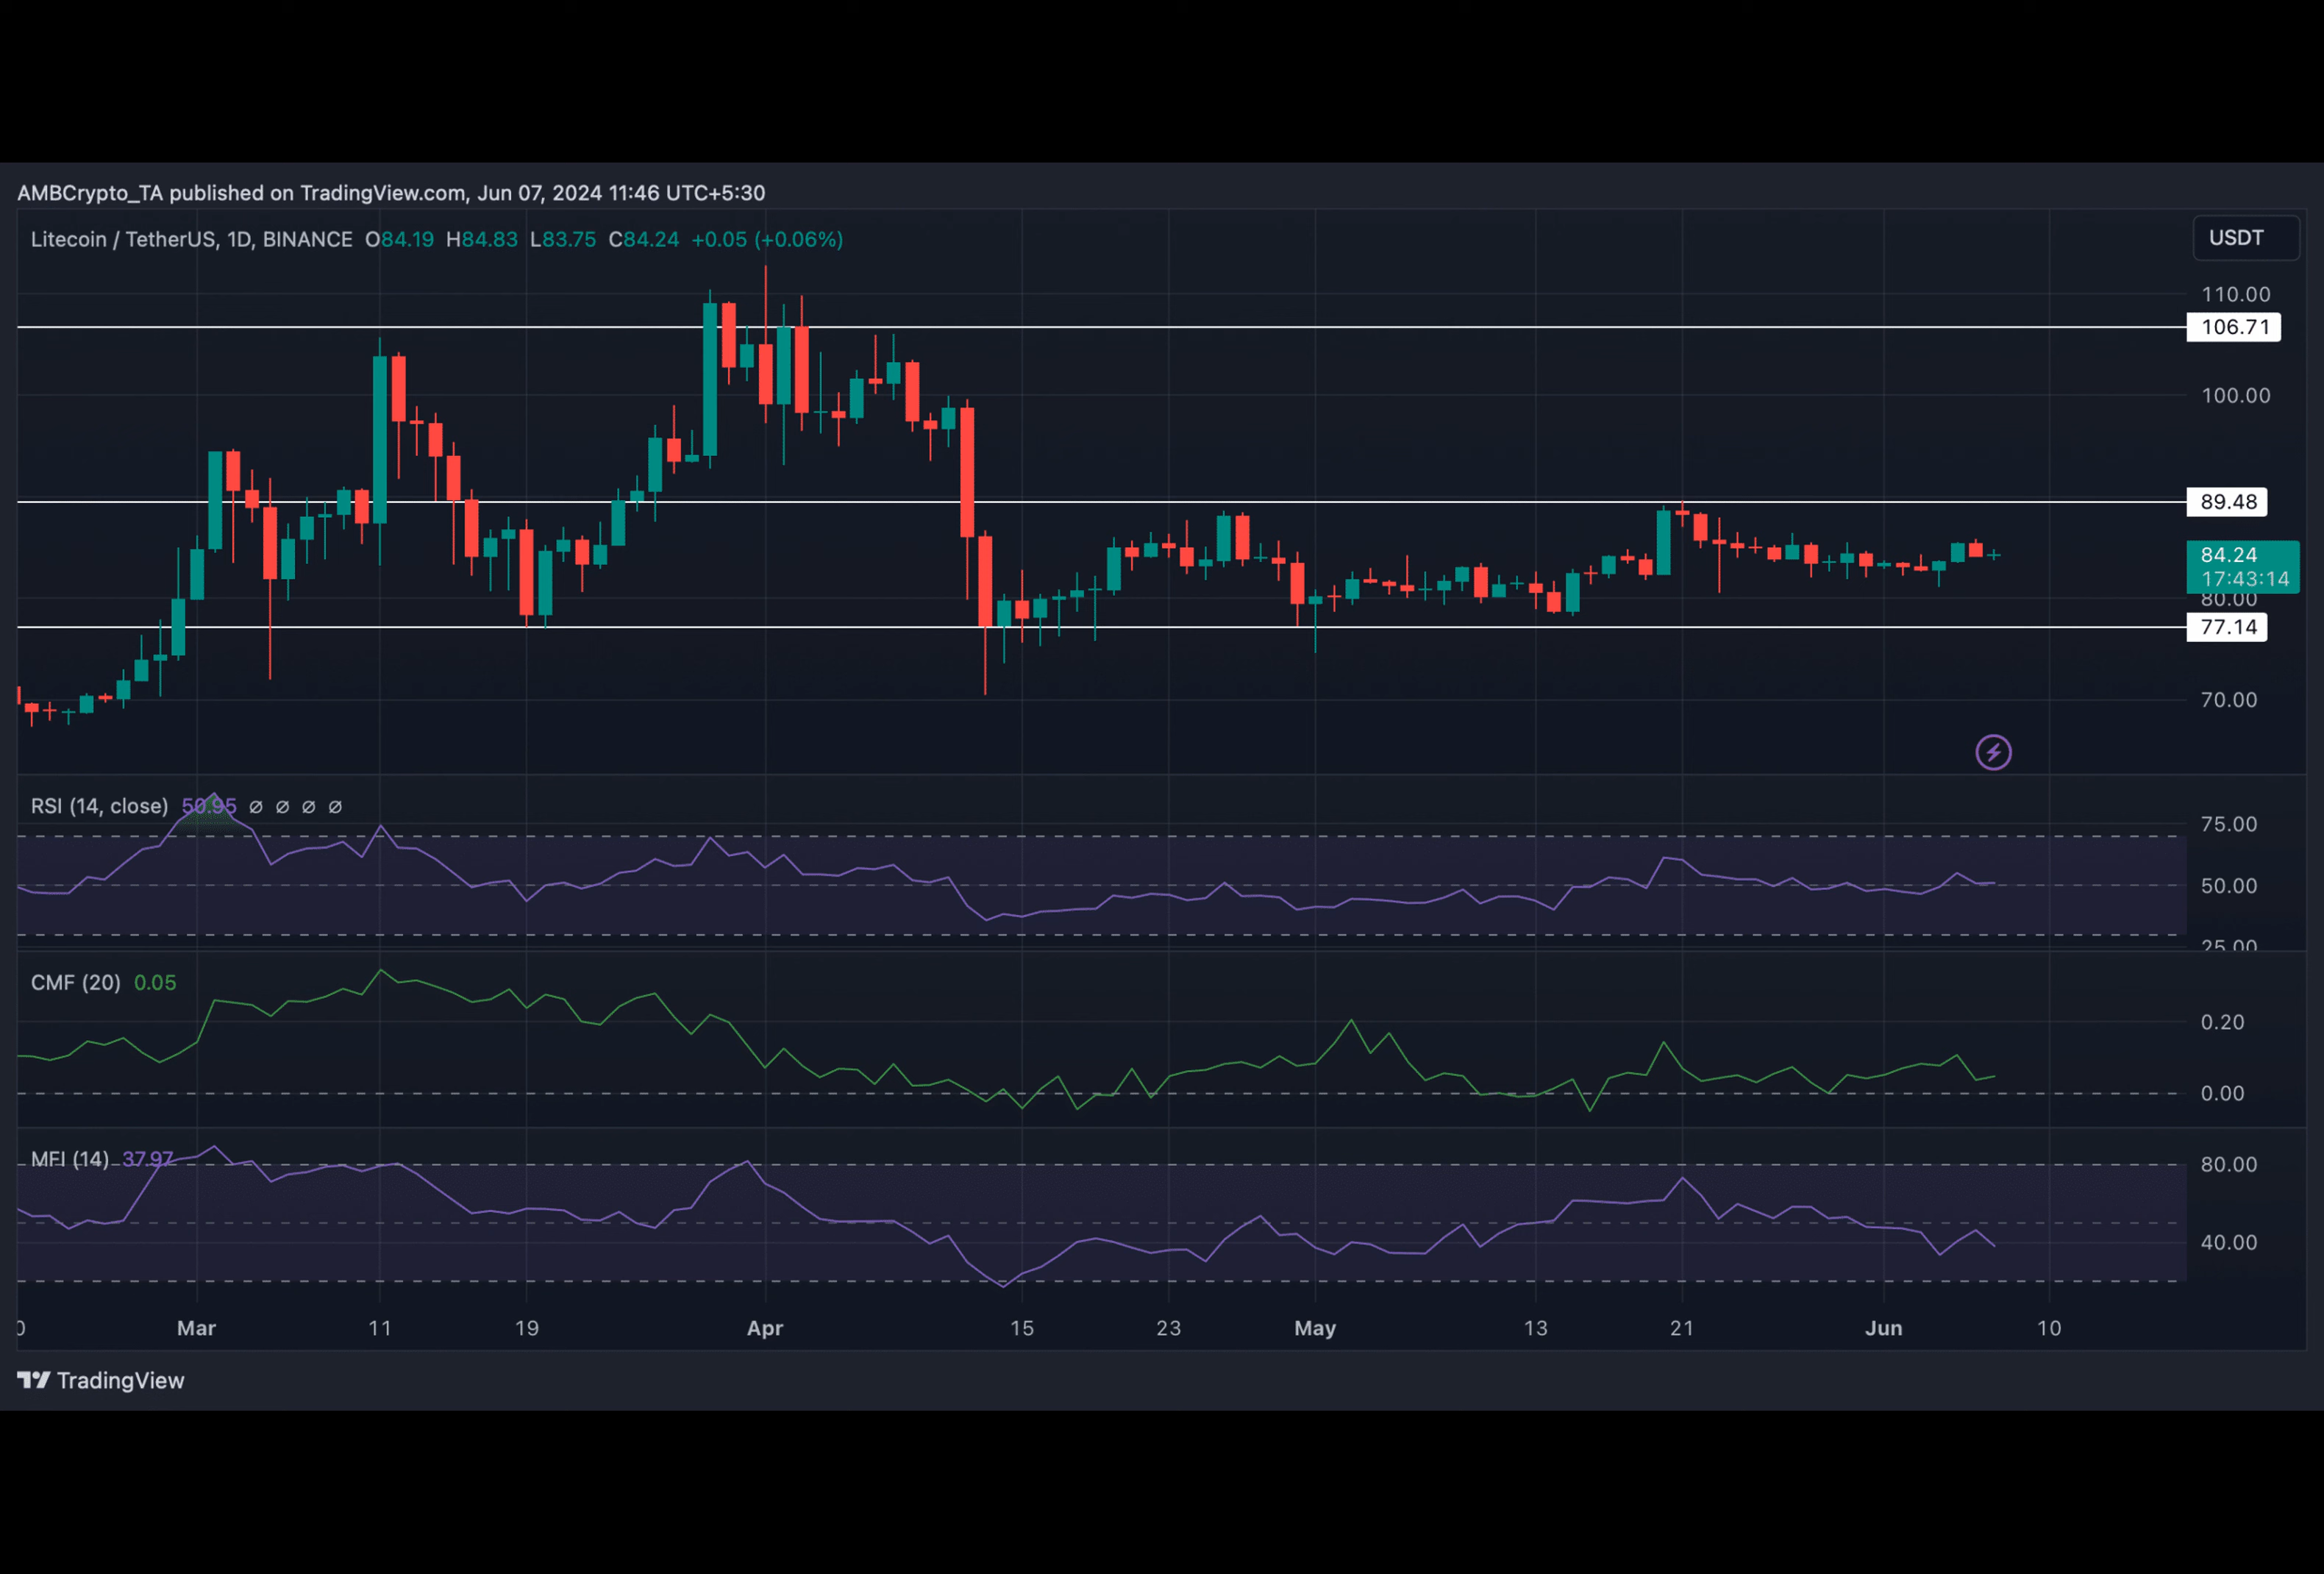 AMBCrypto_TA published on TradingView.com, Jun 07, 2024 11:46 UTC+5:30
Litecoin / TetherUS, 1D, BINANCE O84.19 H84.83 L83.75 C84.24 +0.05 (+0.06%)
USDT
110.00
106.71
100.00
89.48
84.24
17:43:14
80.00
77.14
70.00
RSI (14, close) 50.95 ∅ ∅ ∅ ∅
75.00
50.00
25.00
CMF (20) 0.05
0.20
0.00
MFI (14) 37.97
80.00
40.00
Mar 11 19 Apr 15 23 May 13 21 Jun 10
TradingView